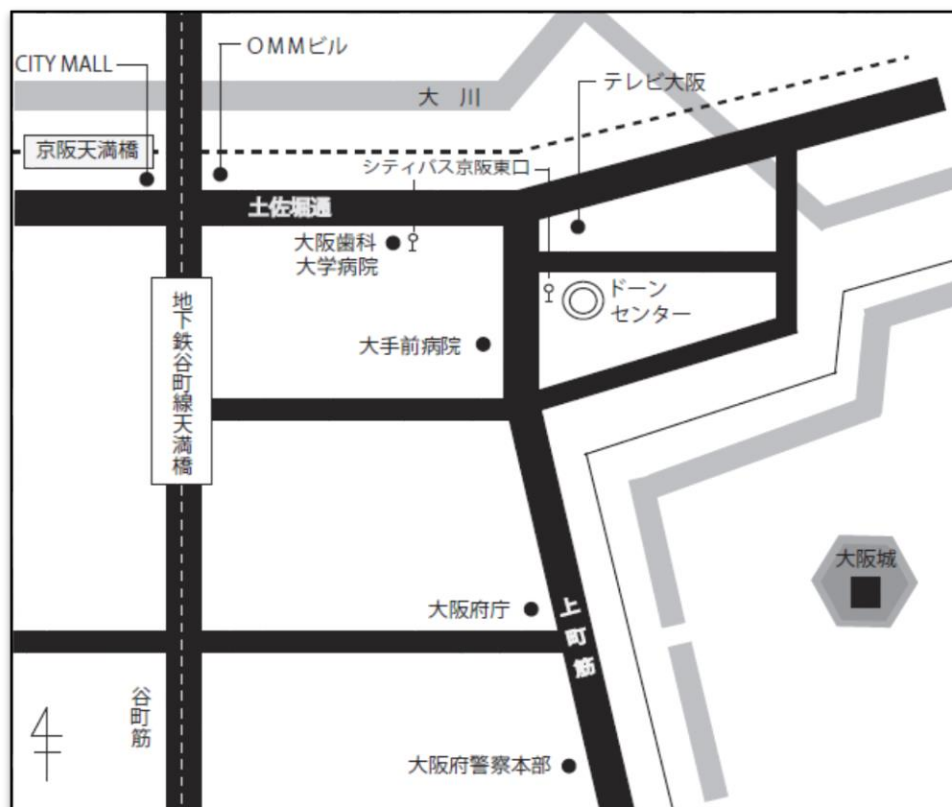 OMMビル
CITY MALL
テレビ大阪
大 川
京阪天満橋
シティバス京阪東口
土佐堀通
大阪歯科
大学病院
ドーン
センター
地下鉄谷町線天満橋
大手前病院
大阪城
大阪府庁
上町筋
谷町筋
大阪府警察本部